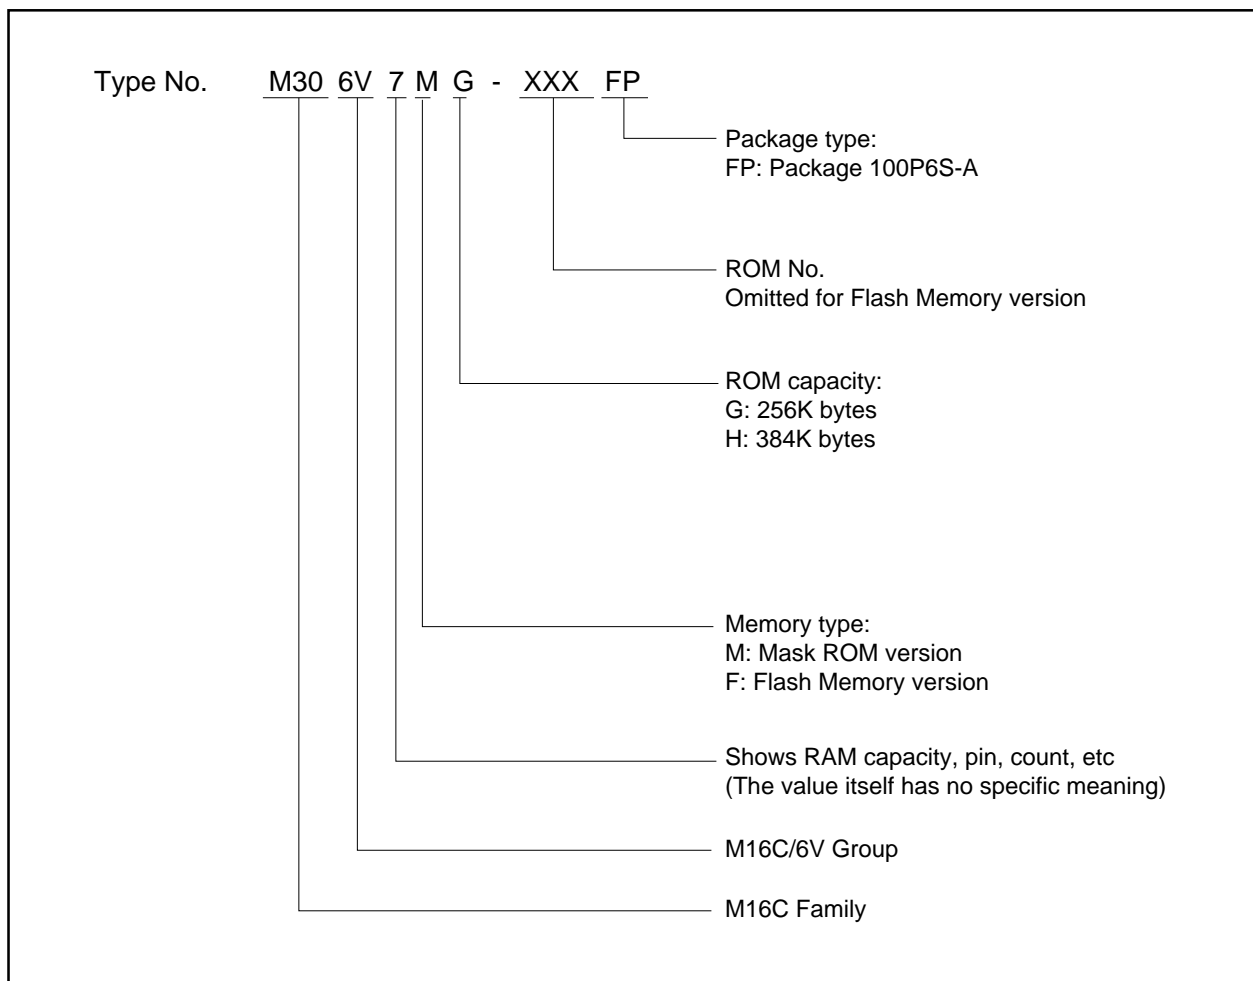 Type No. M30 6V 7 M G - XXX FP
Package type:
FP: Package 100P6S-A
ROM No.
Omitted for Flash Memory version
ROM capacity:
G: 256K bytes
H: 384K bytes
Memory type:
M: Mask ROM version
F: Flash Memory version
Shows RAM capacity, pin, count, etc
(The value itself has no specific meaning)
M16C/6V Group
M16C Family